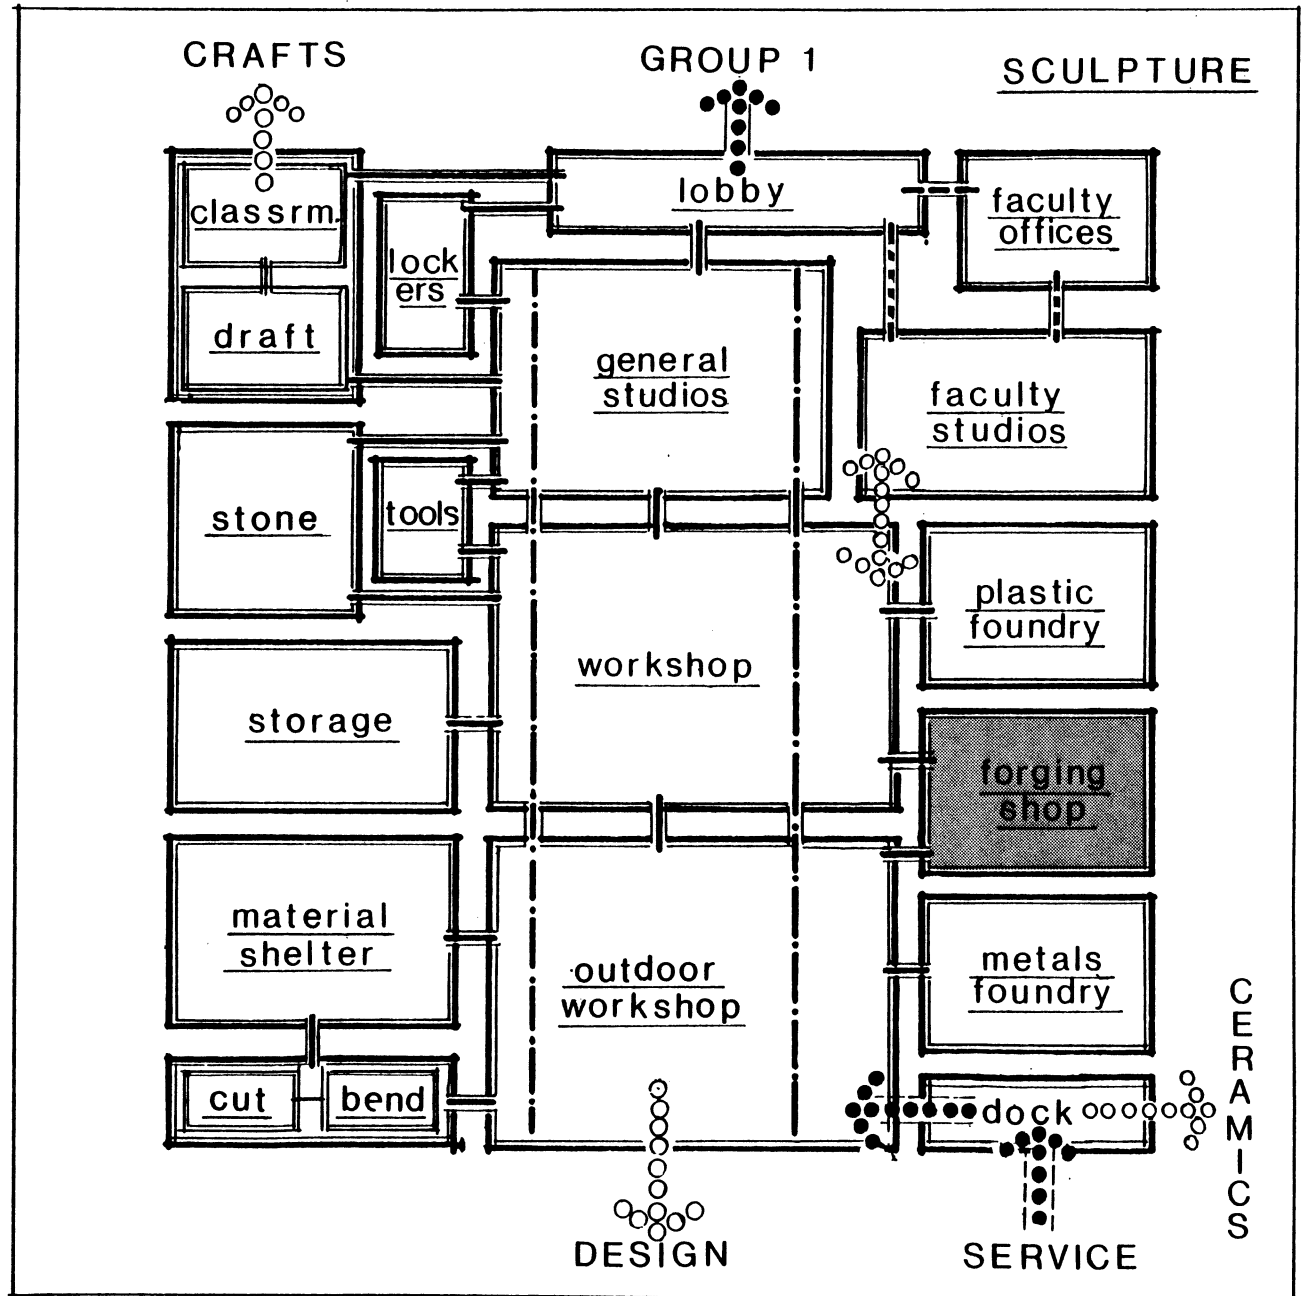 CRAFTS
GROUP 1
SCULPTURE
classrm.
lobby
faculty
offices
lock
ers
draft
general
studios
faculty
studios
stone
tools
plastic
foundry
workshop
storage
forging
shop
material
shelter
outdoor
workshop
metals
foundry
cut
bend
dock
CERAMICS
DESIGN
SERVICE